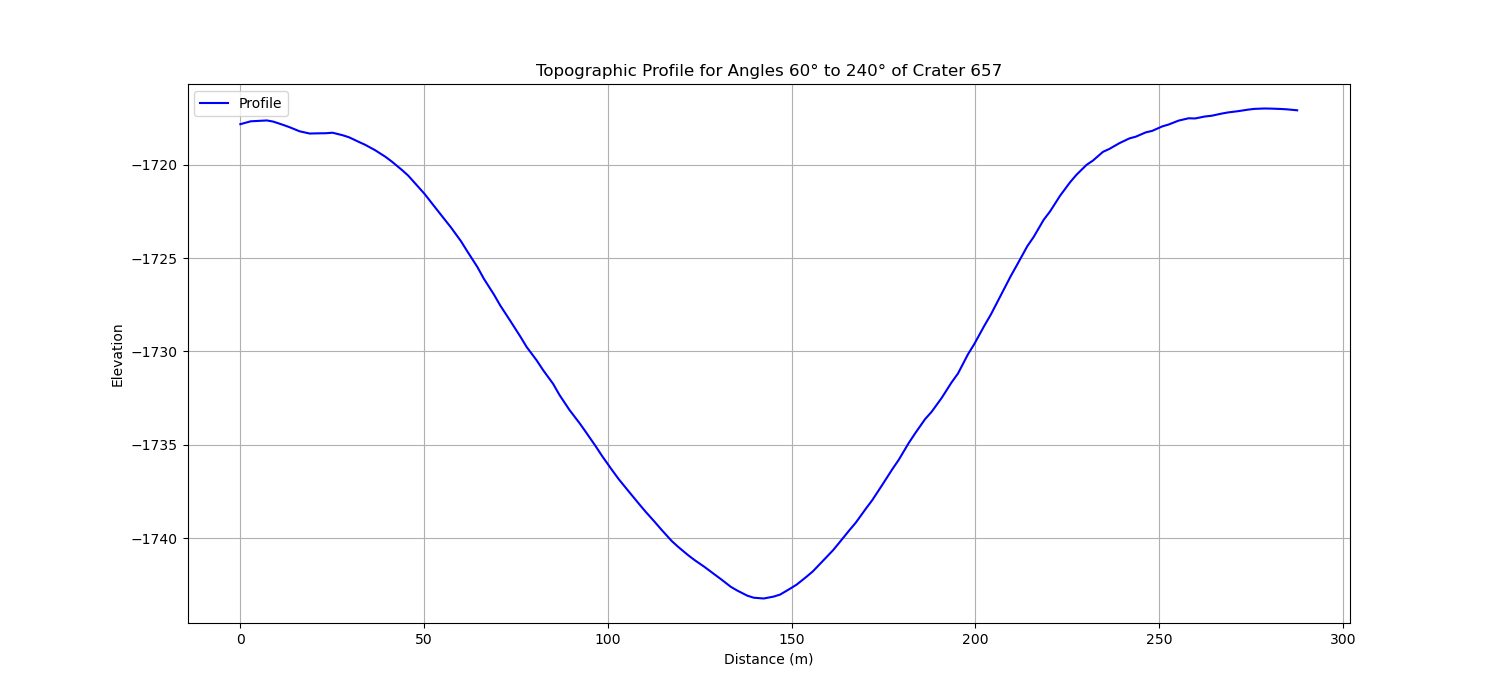 Topographic Profile for Angles 60° to 240° of Crater 657
Profile
Elevation
−1720
−1725
−1730
−1735
−1740
0 50 100 150 200 250 300
Distance (m)